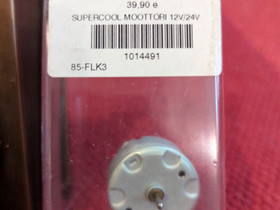 39,90 e
SUPERCOOL MOOTTORI 12V/24V
1014491
85-FLK3